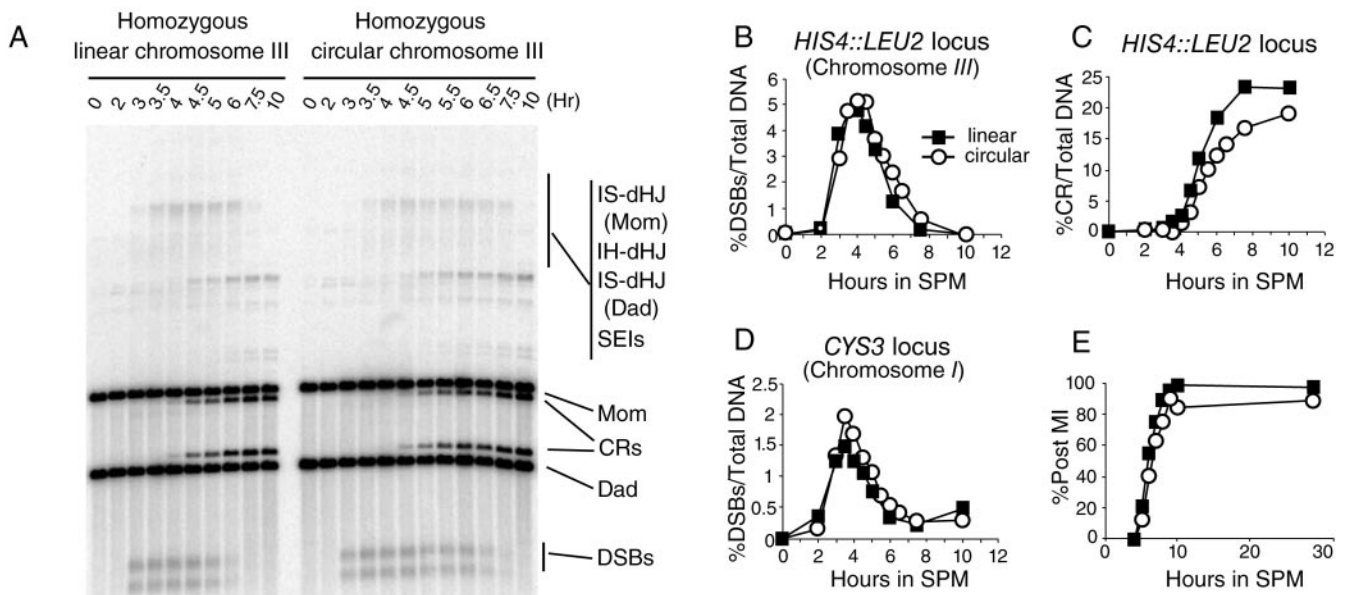 A
Homozygous
linear chromosome III
Homozygous
circular chromosome III
0 2 3 3.5 4 4.5 5 6 7.5 10
0 2 3 3.5 4 4.5 5 5.5 6 6.5 7.5 10 (Hr)
IS-dHJ
(Mom)
IH-dHJ
IS-dHJ
(Dad)
SEIs
Mom
CRs
Dad
DSBs
B
HIS4::LEU2 locus
(Chromosome III)
%DSBs/Total DNA
6
5
4
3
2
1
0
linear
circular
0 2 4 6 8 10 12
Hours in SPM
C
HIS4::LEU2 locus
%CR/Total DNA
25
20
15
10
5
0
0 2 4 6 8 10 12
Hours in SPM
D
CYS3 locus
(Chromosome I)
%DSBs/Total DNA
2.5
2
1.5
1
0.5
0
0 2 4 6 8 10 12
Hours in SPM
E
%Post MI
100
80
60
40
20
0
0 10 20 30
Hours in SPM